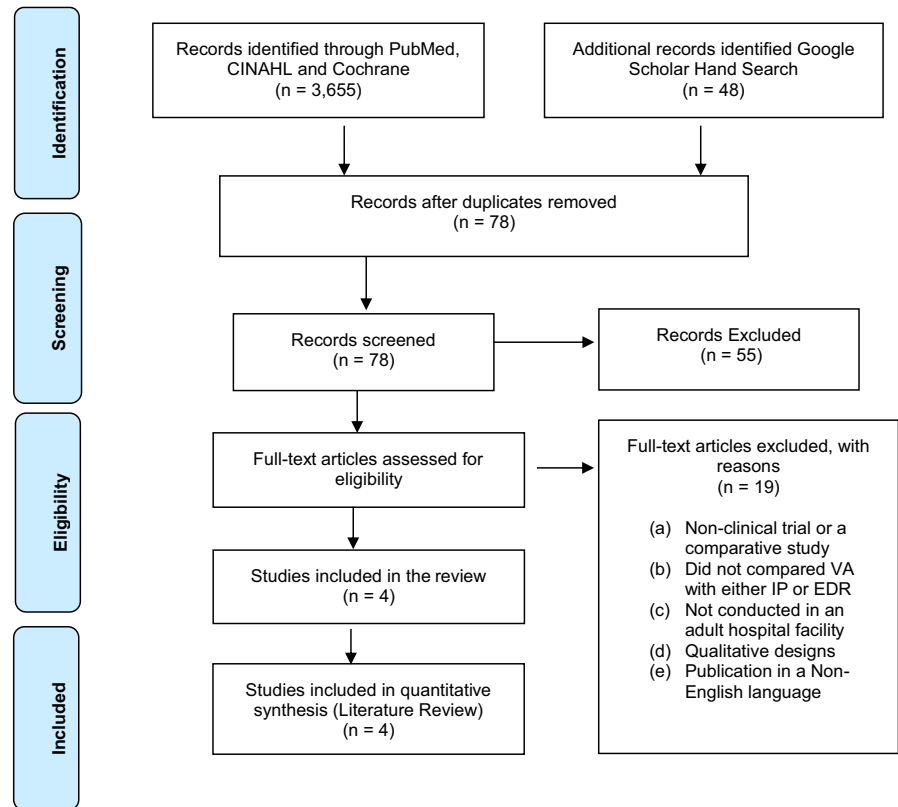 Identification
Records identified through PubMed,
CINAHL and Cochrane
(n = 3,655)
Additional records identified Google
Scholar Hand Search
(n = 48)
Records after duplicates removed
(n = 78)
Screening
Records screened
(n = 78)
Records Excluded
(n = 55)
Eligibility
Full-text articles assessed for
eligibility
Full-text articles excluded, with
reasons
(n = 19)
(a) Non-clinical trial or a
comparative study
(b) Did not compared VA
with either IP or EDR
(c) Not conducted in an
adult hospital facility
(d) Qualitative designs
(e) Publication in a Non-
English language
Studies included in the review
(n = 4)
Included
Studies included in quantitative
synthesis (Literature Review)
(n = 4)